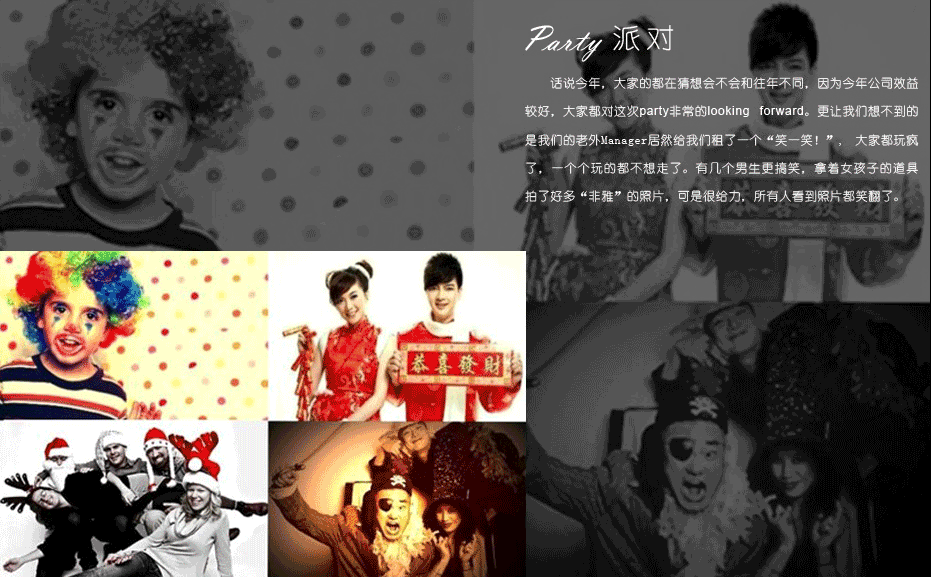 Party 派对
话说今年，大家的都在猜想会不会和往年不同，因为今年公司效益
较好，大家都对这次party非常的looking forward。更让我们想不到的
是我们的老外Manager居然给我们租了一个“笑一笑！”， 大家都玩疯
了，一个个玩的都不想走了。有几个男生更搞笑，拿着女孩子的道具
拍了好多“非雅”的照片，可是很给力，所有人看到照片都笑翻了。
恭喜發財
恭喜發財